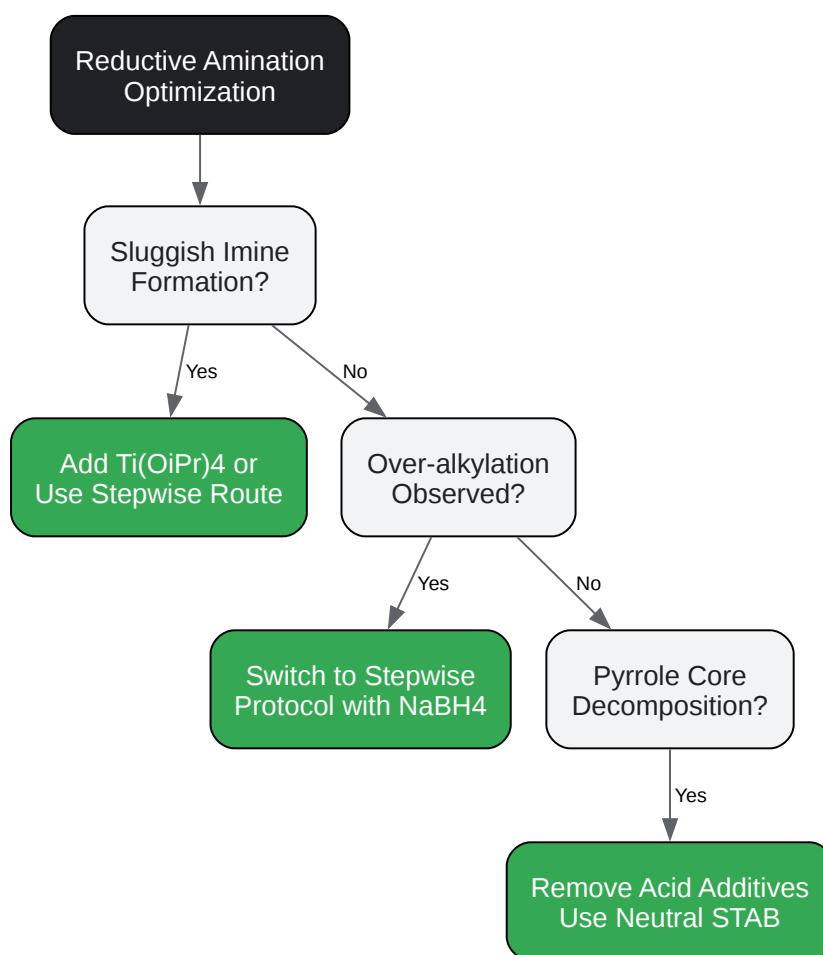 Reductive Amination
Optimization
Sluggish Imine
Formation?
Yes
No
Add Ti(OiPr)4 or
Use Stepwise Route
Over-alkylation
Observed?
Yes
No
Switch to Stepwise
Protocol with NaBH4
Pyrrole Core
Decomposition?
Yes
Remove Acid Additives
Use Neutral STAB